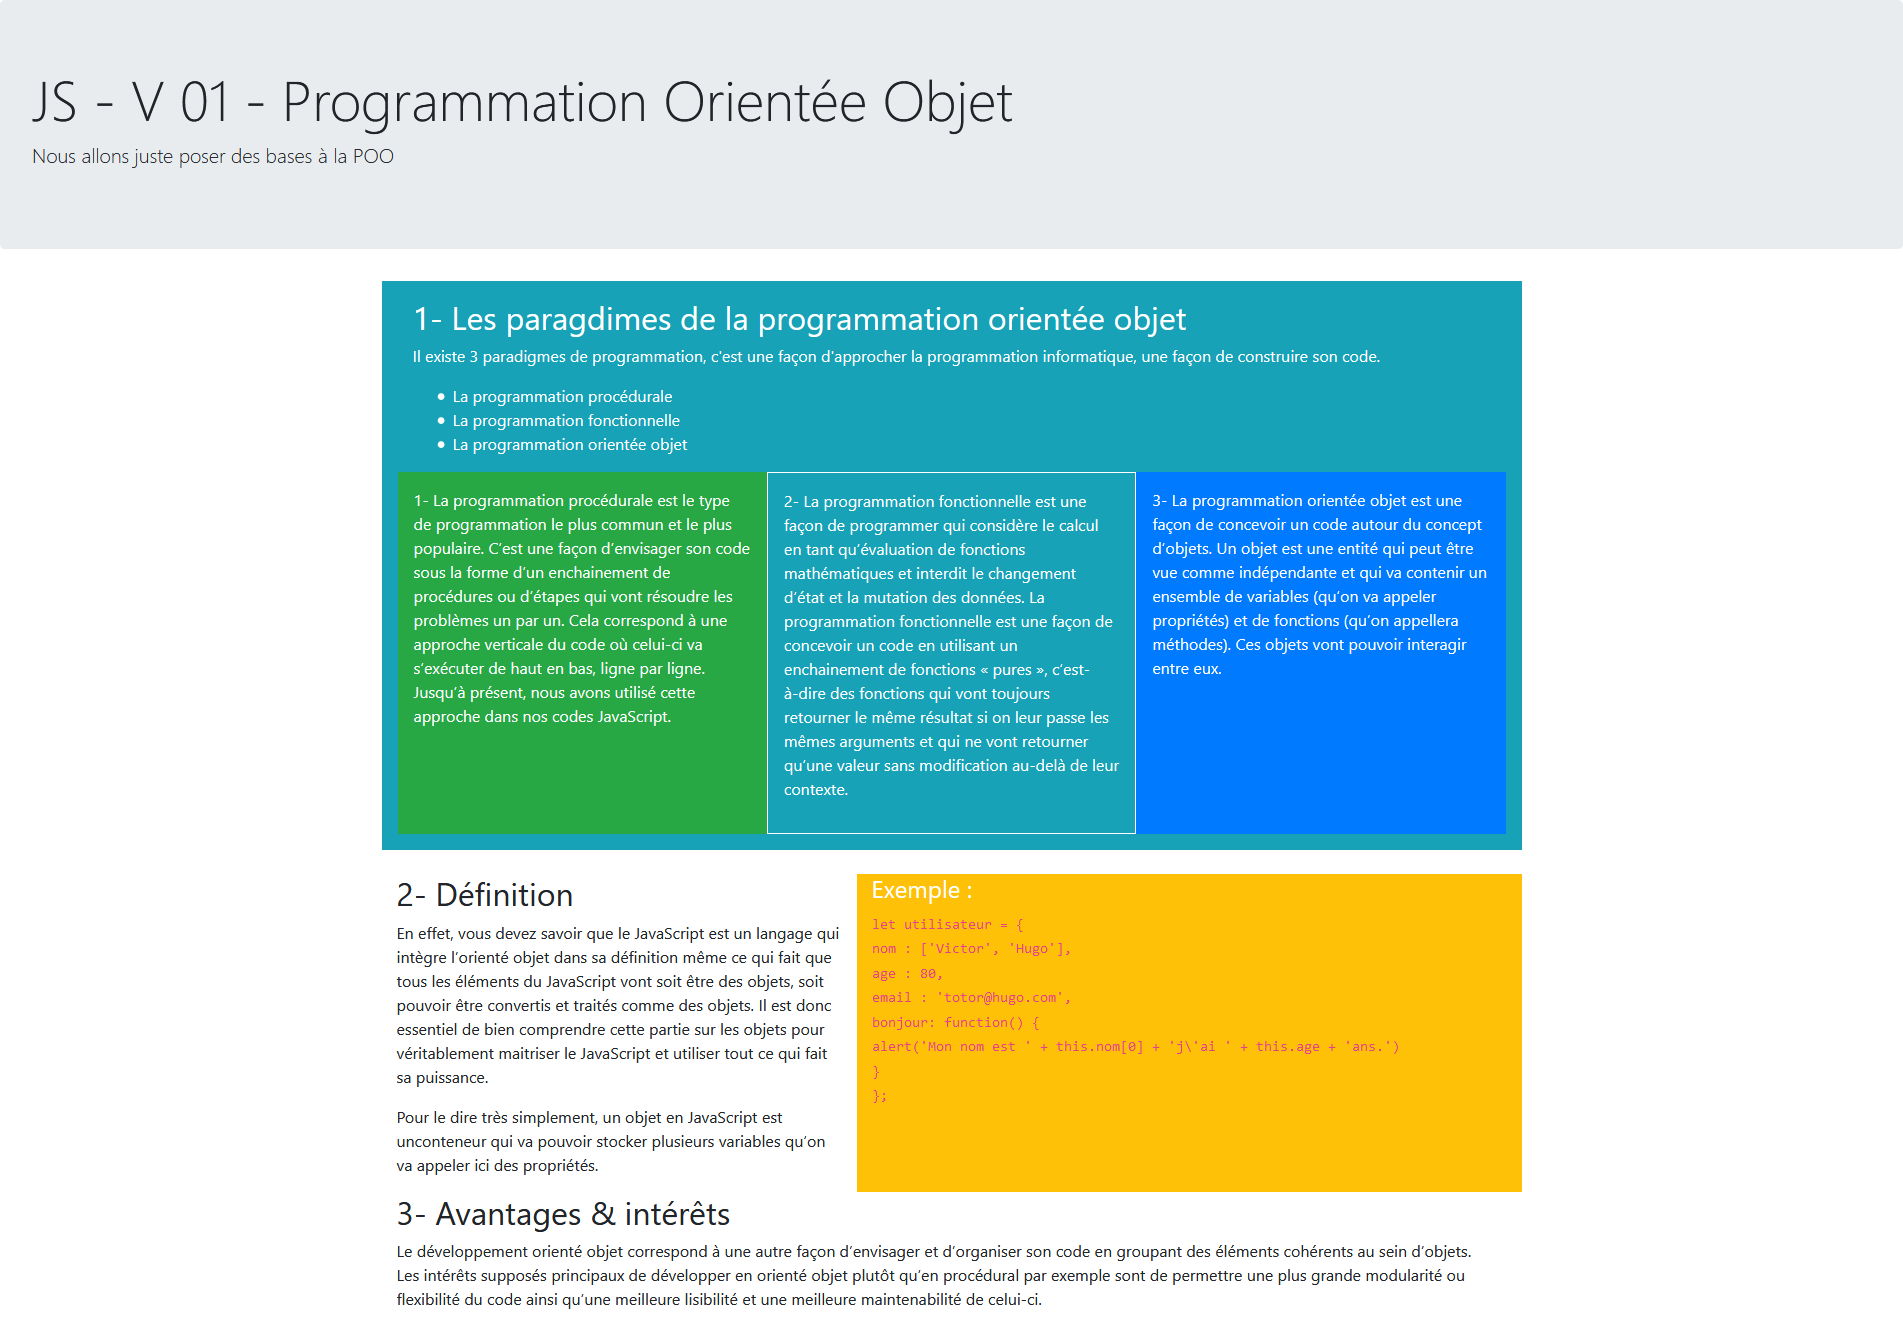 JS - V 01 - Programmation Orientée Objet
Nous allons juste poser des bases à la POO
1- Les paragdimes de la programmation orientée objet
Il existe 3 paradigmes de programmation, c'est une façon d'approcher la programmation informatique, une façon de construire son code.
• La programmation procédurale
• La programmation fonctionnelle
• La programmation orientée objet
1- La programmation procédurale est le type
de programmation le plus commun et le plus
populaire. C’est une façon d’envisager son code
sous la forme d’un enchainement de
procédures ou d’étapes qui vont résoudre les
problèmes un par un. Cela correspond à une
approche verticale du code où celui-ci va
s’exécuter de haut en bas, ligne par ligne.
Jusqu’à présent, nous avons utilisé cette
approche dans nos codes JavaScript.
2- La programmation fonctionnelle est une
façon de programmer qui considère le calcul
en tant qu’évaluation de fonctions
mathématiques et interdit le changement
d’état et la mutation des données. La
programmation fonctionnelle est une façon de
concevoir un code en utilisant un
enchainement de fonctions « pures », c’est-
à-dire des fonctions qui vont toujours
retourner le même résultat si on leur passe les
mêmes arguments et qui ne vont retourner
qu’une valeur sans modification au-delà de leur
contexte.
3- La programmation orientée objet est une
façon de concevoir un code autour du concept
d’objets. Un objet est une entité qui peut être
vue comme indépendante et qui va contenir un
ensemble de variables (qu’on va appeler
propriétés) et de fonctions (qu’on appellera
méthodes). Ces objets vont pouvoir interagir
entre eux.
2- Définition
En effet, vous devez savoir que le JavaScript est un langage qui
intègre l’orienté objet dans sa définition même ce qui fait que
tous les éléments du JavaScript vont soit être des objets, soit
pouvoir être convertis et traités comme des objets. Il est donc
essentiel de bien comprendre cette partie sur les objets pour
véritablement maitriser le JavaScript et utiliser tout ce qui fait
sa puissance.
Pour le dire très simplement, un objet en JavaScript est
unconteneur qui va pouvoir stocker plusieurs variables qu’on
va appeler ici des propriétés.
Exemple :
let utilisateur = {
nom : ['Victor', 'Hugo'],
age : 80,
email : 'totor@hugo.com',
bonjour: function() {
alert('Mon nom est ' + this.nom[0] + 'j\'ai ' + this.age + 'ans.')
}
};
3- Avantages & intérêts
Le développement orienté objet correspond à une autre façon d’envisager et d’organiser son code en groupant des éléments cohérents au sein d’objets.
Les intérêts supposés principaux de développer en orienté objet plutôt qu’en procédural par exemple sont de permettre une plus grande modularité ou
flexibilité du code ainsi qu’une meilleure lisibilité et une meilleure maintenabilité de celui-ci.